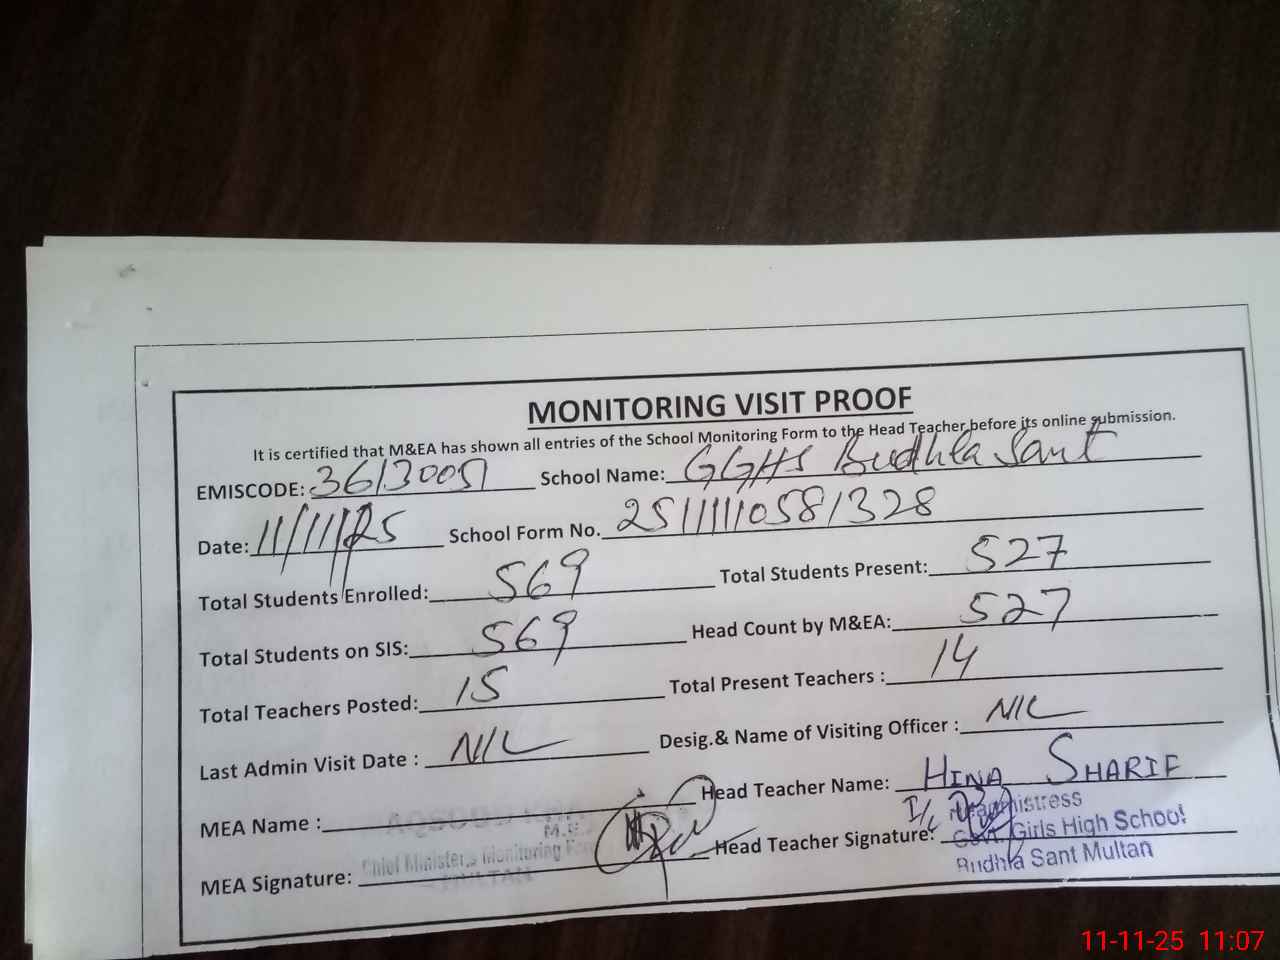 MONITORING VISIT PROOF
It is certified that M&EA has shown all entries of the School Monitoring Form to the Head Teacher before its online submission.
EMISCODE: 36130051 School Name: GGHS Budhla Sant
Date: 11/11/25 School Form No. 25111110581328
Total Students Enrolled: 569 Total Students Present: 527
Total Students on SIS: 569 Head Count by M&EA: 527
Total Teachers Posted: 15 Total Present Teachers : 14
Last Admin Visit Date : NIL Desig.& Name of Visiting Officer : NIL
MEA Name : Head Teacher Name: HINA SHARIF
MEA Signature: Head Teacher Signature:
Chief Minister,s Monitoring
MULTAN
I/c Headmistress
Govt. Girls High School
Budhla Sant Multan
11-11-25 11:07